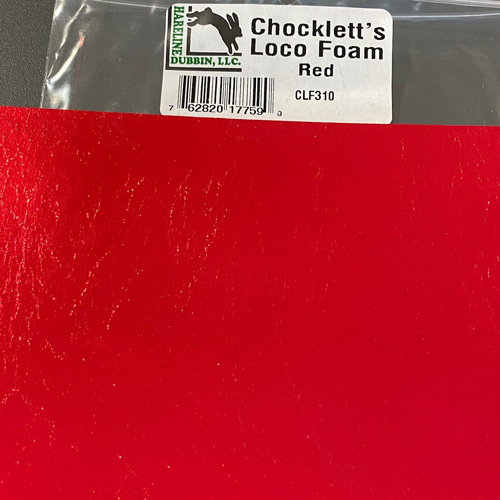 HARELINE
DUBBIN, LLC.
Chocklett's
Loco Foam
Red
CLF310
7 62820 17759 0